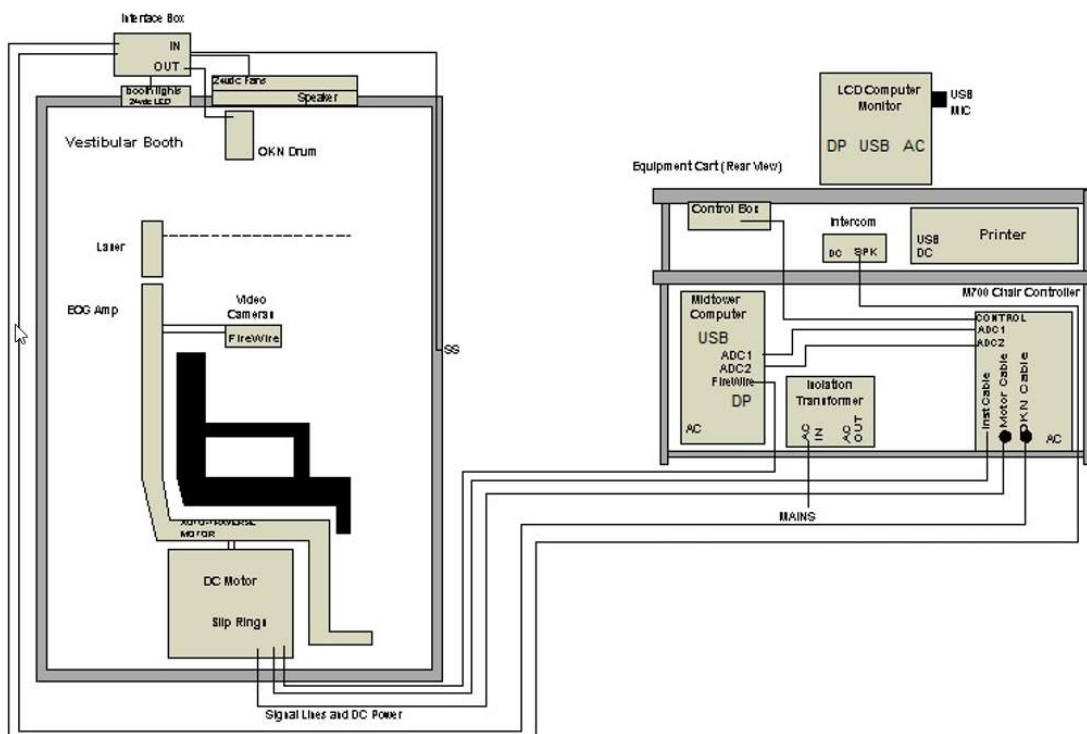 Interface Box
IN
OUT
booth lights
24vdc LED
24vdc Fans
Speaker
Vestibular Booth
OKN Drum
Laser
EOG Amp
Video
Cameras
FireWire
SS
AUTO-TRAVERSE
MOTOR
DC Motor
Slip Rings
Signal Lines and DC Power
LCD Computer
Monitor
DP USB AC
USB
MIC
Equipment Cart (Rear View)
Control Box
Intercom
DC SPK
Printer
USB
DC
M700 Chair Controller
Midtower
Computer
USB
ADC1
ADC2
FireWire
DP
AC
Isolation
Transformer
AC IN
AC OUT
MAINS
CONTROL
ADC1
ADC2
Inst Cable
Motor Cable
OKN Cable
AC